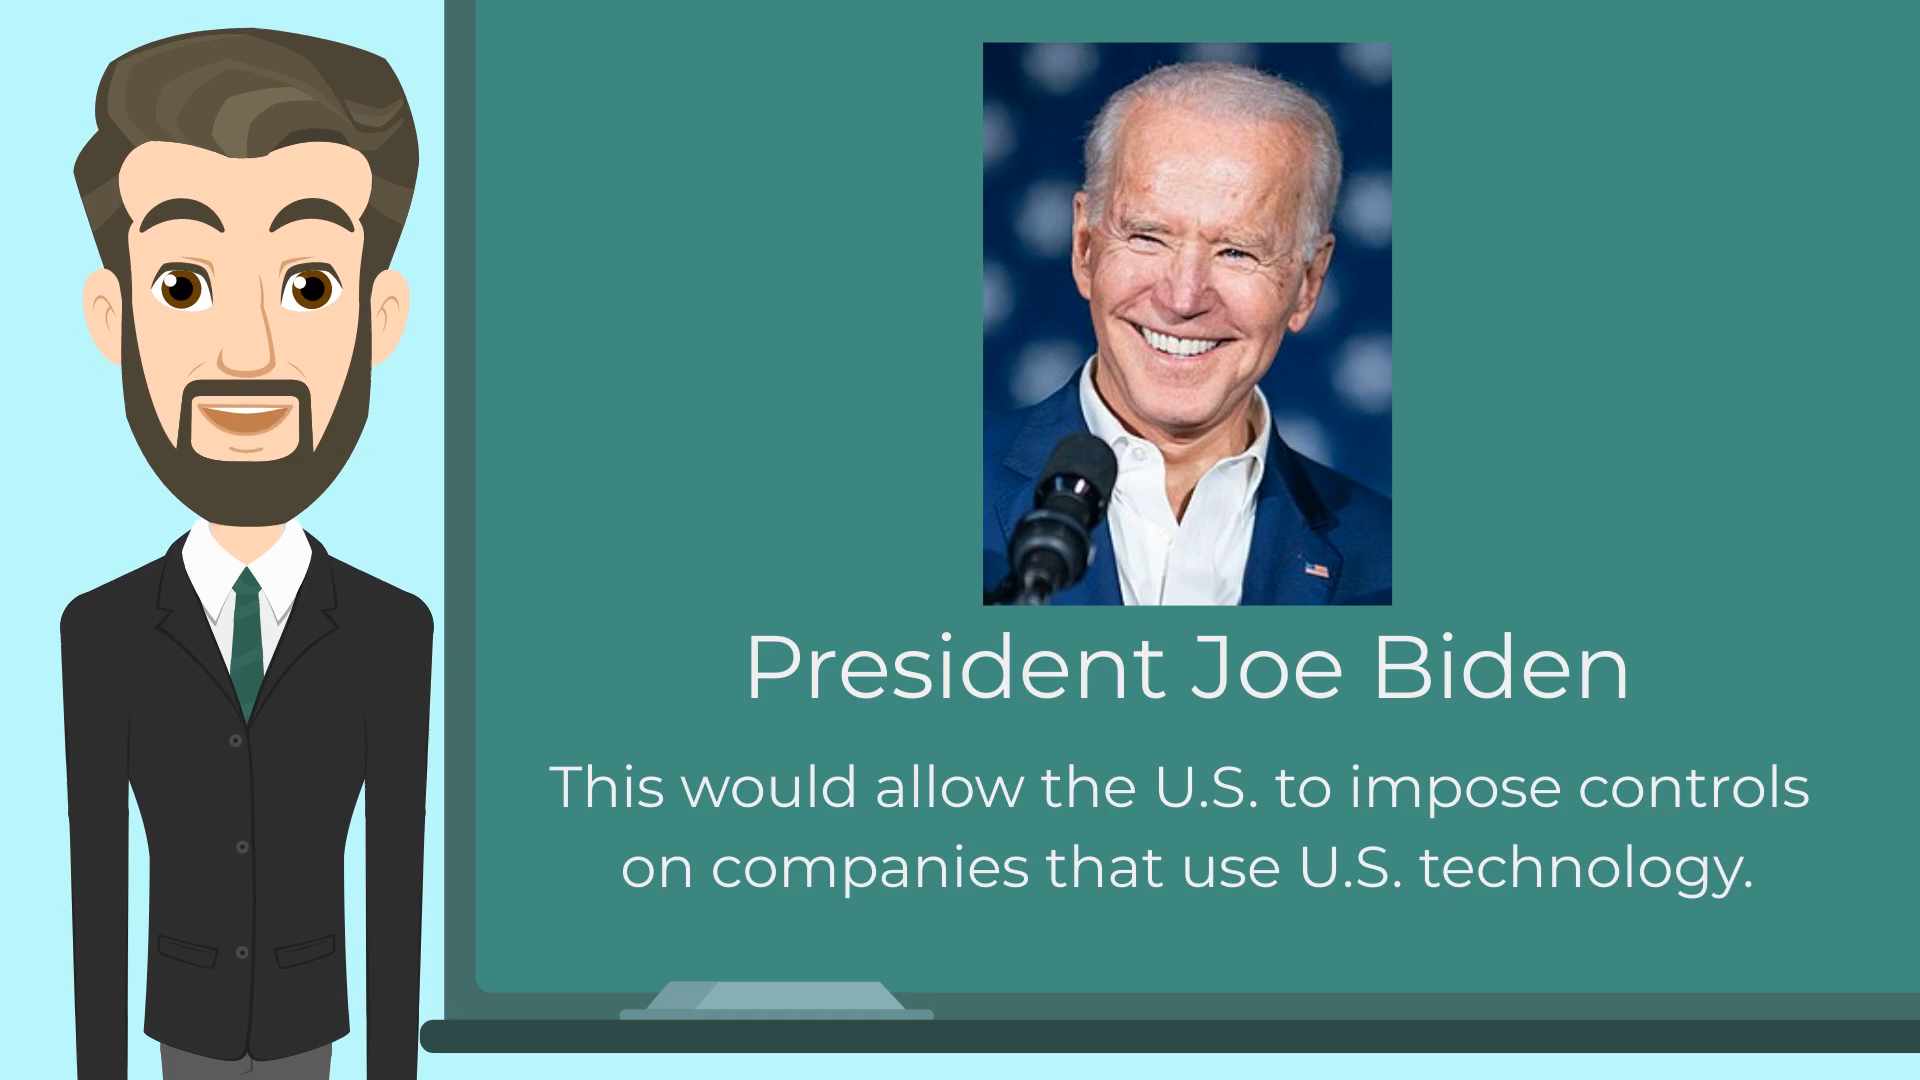 President Joe Biden
This would allow the U.S. to impose controls
on companies that use U.S. technology.